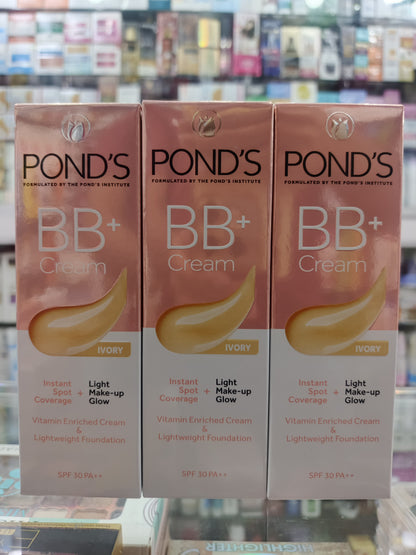 POND'S
FORMULATED BY THE POND'S INSTITUTE
BB+
Cream
IVORY
Instant
Spot
Coverage
+
Light
Make-up
Glow
Vitamin Enriched Cream
&
Lightweight Foundation
SPF 30 PA++
POND'S
FORMULATED BY THE POND'S INSTITUTE
BB+
Cream
IVORY
Instant
Spot
Coverage
+
Light
Make-up
Glow
Vitamin Enriched Cream
&
Lightweight Foundation
SPF 30 PA++
POND'S
FORMULATED BY THE POND'S INSTITUTE
BB+
Cream
IVORY
Instant
Spot
Coverage
+
Light
Make-up
Glow
Vitamin Enriched Cream
&
Lightweight Foundation
SPF 30 PA++
HIGHLIGHTER